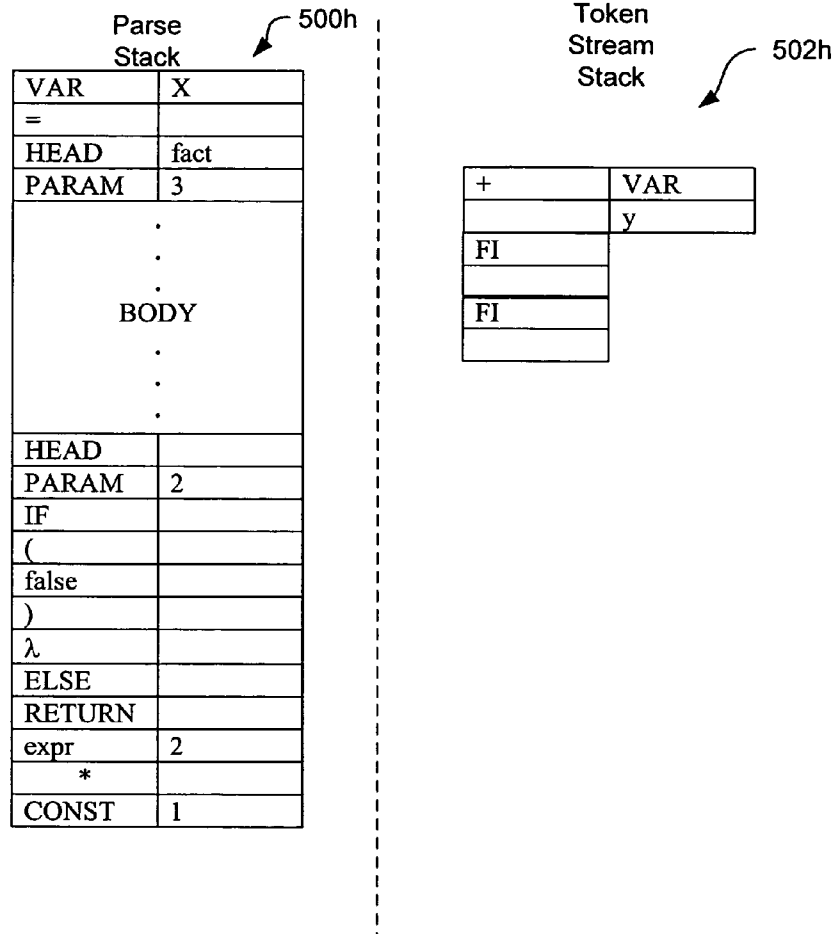 Parse
Stack
500h
VAR X
=
HEAD fact
PARAM 3
.
.
.
BODY
.
.
.
HEAD
PARAM 2
IF
(
false
)
λ
ELSE
RETURN
expr 2
*
CONST 1
Token
Stream
Stack
502h
+ VAR
y
FI
FI